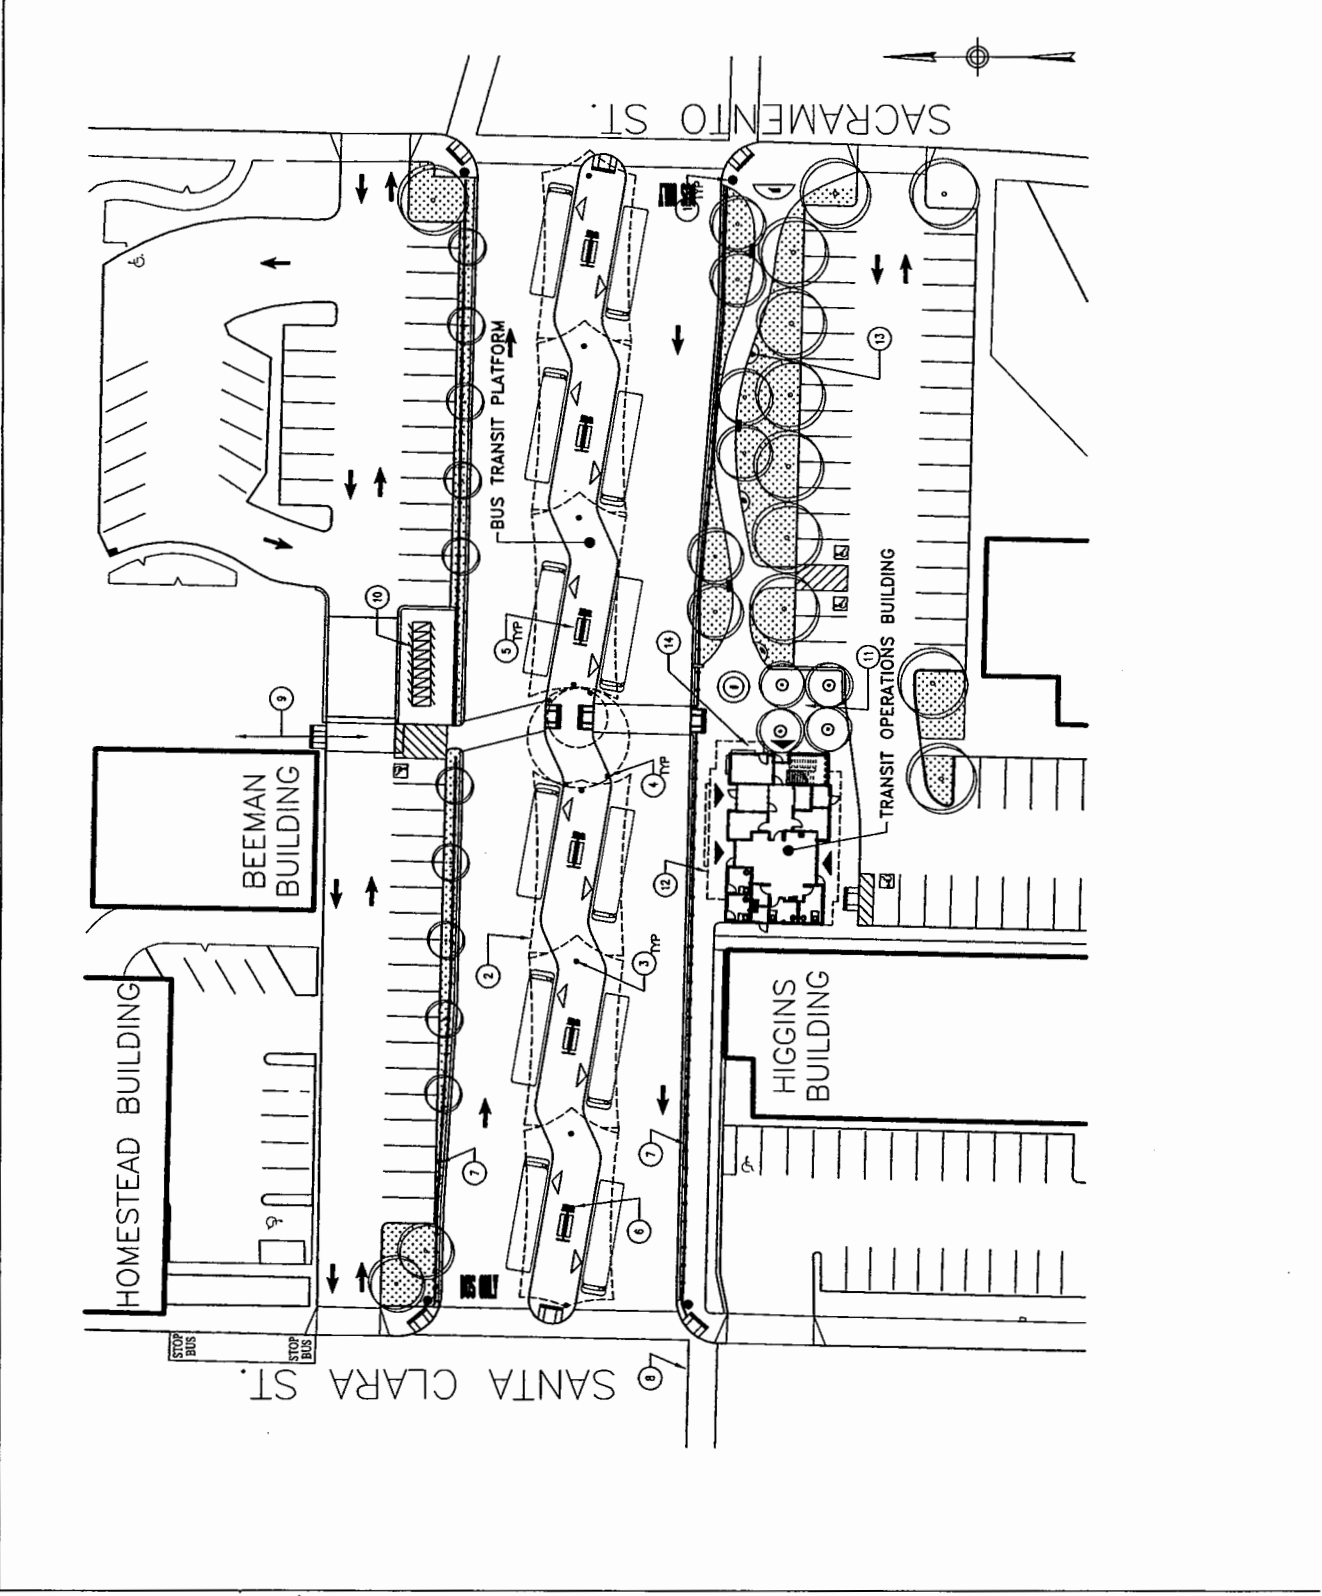 SACRAMENTO ST.
BUS TRANSIT PLATFORM
13
10
5
TYP
14
11
TRANSIT OPERATIONS BUILDING
9
BEEMAN
BUILDING
4
TYP
12
2
3
TYP
HOMESTEAD BUILDING
HIGGINS
BUILDING
7
7
6
BUS ONLY
STOP
BUS
STOP
BUS
SANTA CLARA ST.
8